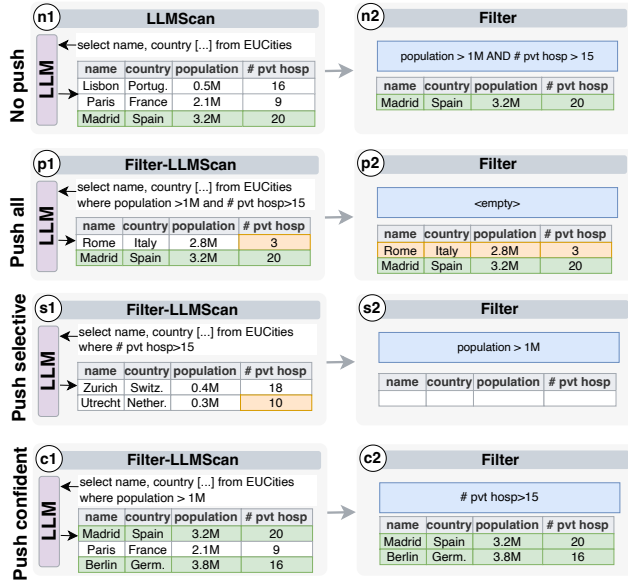 No push
n1
LLMScan
LLM
select name, country [...] from EUCities
name country population # pvt hosp
Lisbon Portug. 0.5M 16
Paris France 2.1M 9
Madrid Spain 3.2M 20
n2
Filter
population > 1M AND # pvt hosp > 15
name country population # pvt hosp
Madrid Spain 3.2M 20
Push all
p1
Filter-LLMScan
LLM
select name, country [...] from EUCities
where population >1M and # pvt hosp>15
name country population # pvt hosp
Rome Italy 2.8M 3
Madrid Spain 3.2M 20
p2
Filter
<empty>
name country population # pvt hosp
Rome Italy 2.8M 3
Madrid Spain 3.2M 20
Push selective
s1
Filter-LLMScan
LLM
select name, country [...] from EUCities
where # pvt hosp>15
name country population # pvt hosp
Zurich Switz. 0.4M 18
Utrecht Nether. 0.3M 10
s2
Filter
population > 1M
name country population # pvt hosp
Push confident
c1
Filter-LLMScan
LLM
select name, country [...] from EUCities
where population > 1M
name country population # pvt hosp
Madrid Spain 3.2M 20
Paris France 2.1M 9
Berlin Germ. 3.8M 16
c2
Filter
# pvt hosp>15
name country population # pvt hosp
Madrid Spain 3.2M 20
Berlin Germ. 3.8M 16